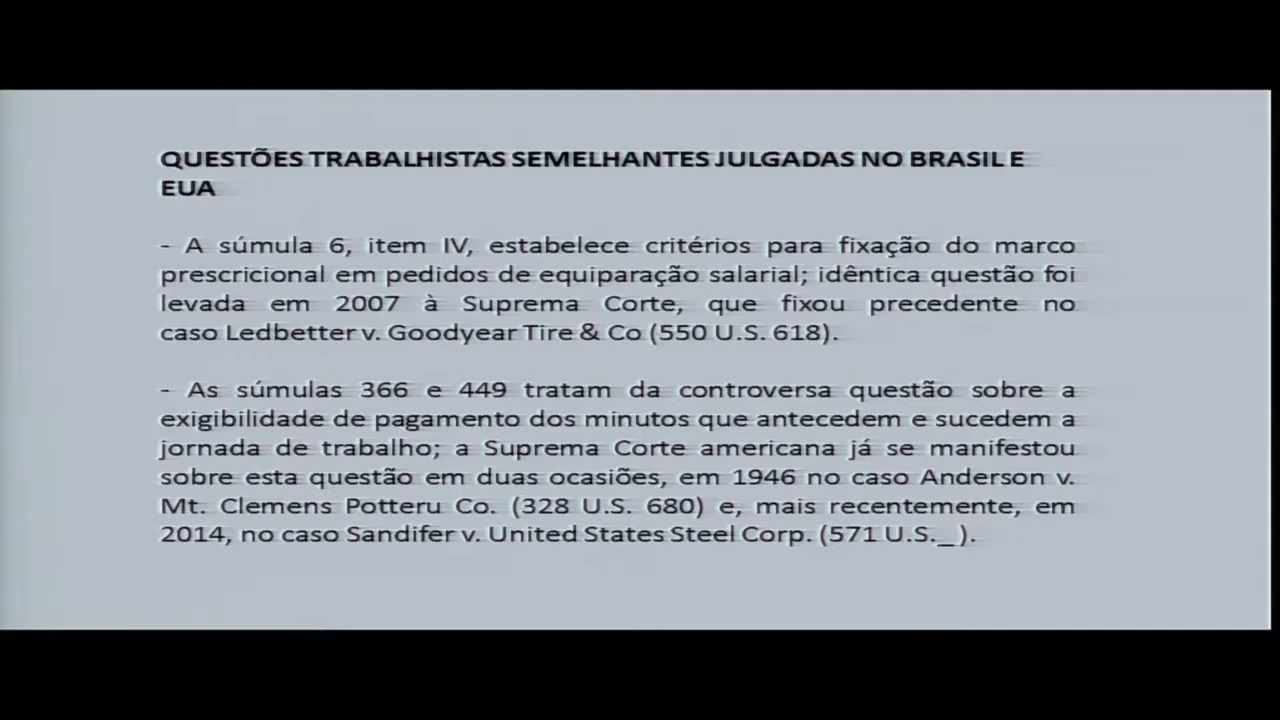 QUESTÕES TRABALHISTAS SEMELHANTES JULGADAS NO BRASIL E
EUA
- A súmula 6, item IV, estabelece critérios para fixação do marco
prescricional em pedidos de equiparação salarial; idêntica questão foi
levada em 2007 à Suprema Corte, que fixou precedente no
caso Ledbetter v. Goodyear Tire & Co (550 U.S. 618).
- As súmulas 366 e 449 tratam da controversa questão sobre a
exigibilidade de pagamento dos minutos que antecedem e sucedem a
jornada de trabalho; a Suprema Corte americana já se manifestou
sobre esta questão em duas ocasiões, em 1946 no caso Anderson v.
Mt. Clemens Potteru Co. (328 U.S. 680) e, mais recentemente, em
2014, no caso Sandifer v. United States Steel Corp. (571 U.S._ ).